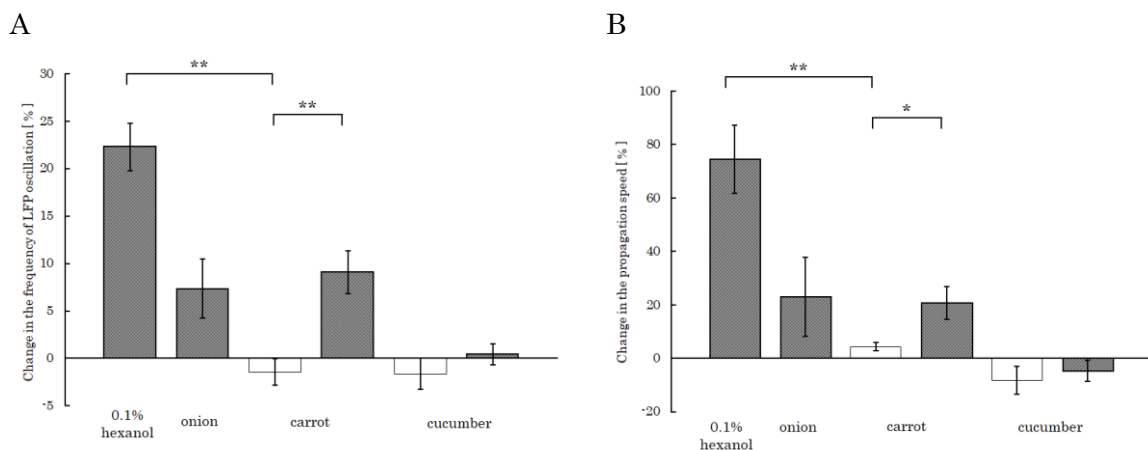 A
Change in the frequency of LFP oscillation [ % ]
30
25
20
15
10
5
0
-5
**
**
0.1%
hexanol
onion
carrot
cucumber
B
Change in the propagation speed [ % ]
100
80
60
40
20
0
-20
**
*
0.1%
hexanol
onion
carrot
cucumber